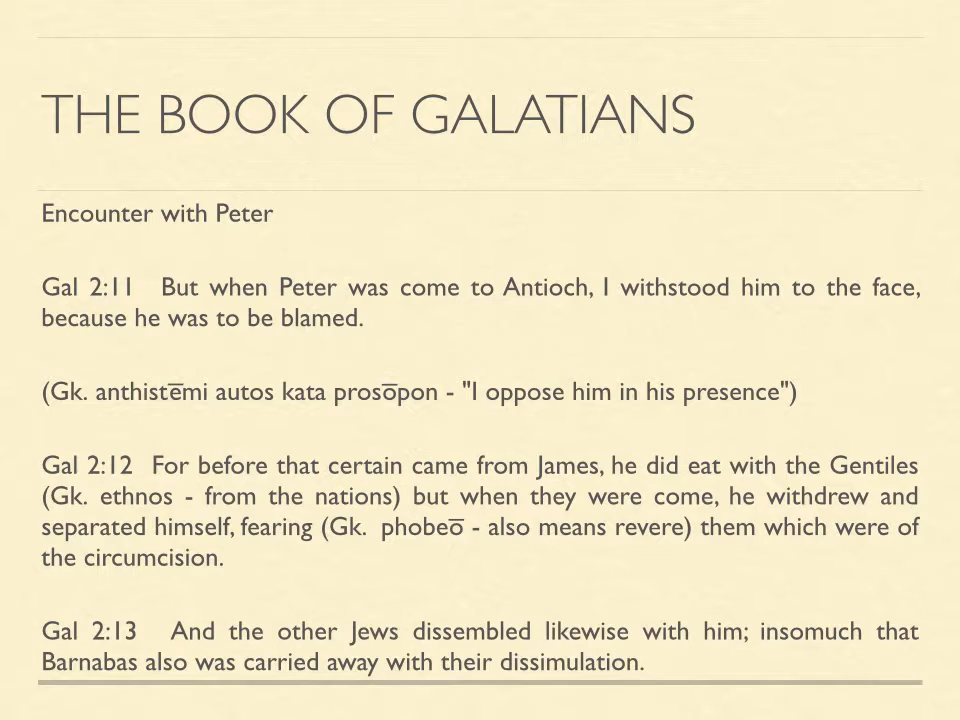 THE BOOK OF GALATIANS
Encounter with Peter
Gal 2:11  But when Peter was come to Antioch, I withstood him to the face,
because he was to be blamed.
(Gk. anthistēmi autos kata prosōpon - "I oppose him in his presence")
Gal 2:12  For before that certain came from James, he did eat with the Gentiles
(Gk. ethnos - from the nations) but when they were come, he withdrew and
separated himself, fearing (Gk.  phobeō - also means revere) them which were of
the circumcision.
Gal 2:13  And the other Jews dissembled likewise with him; insomuch that
Barnabas also was carried away with their dissimulation.